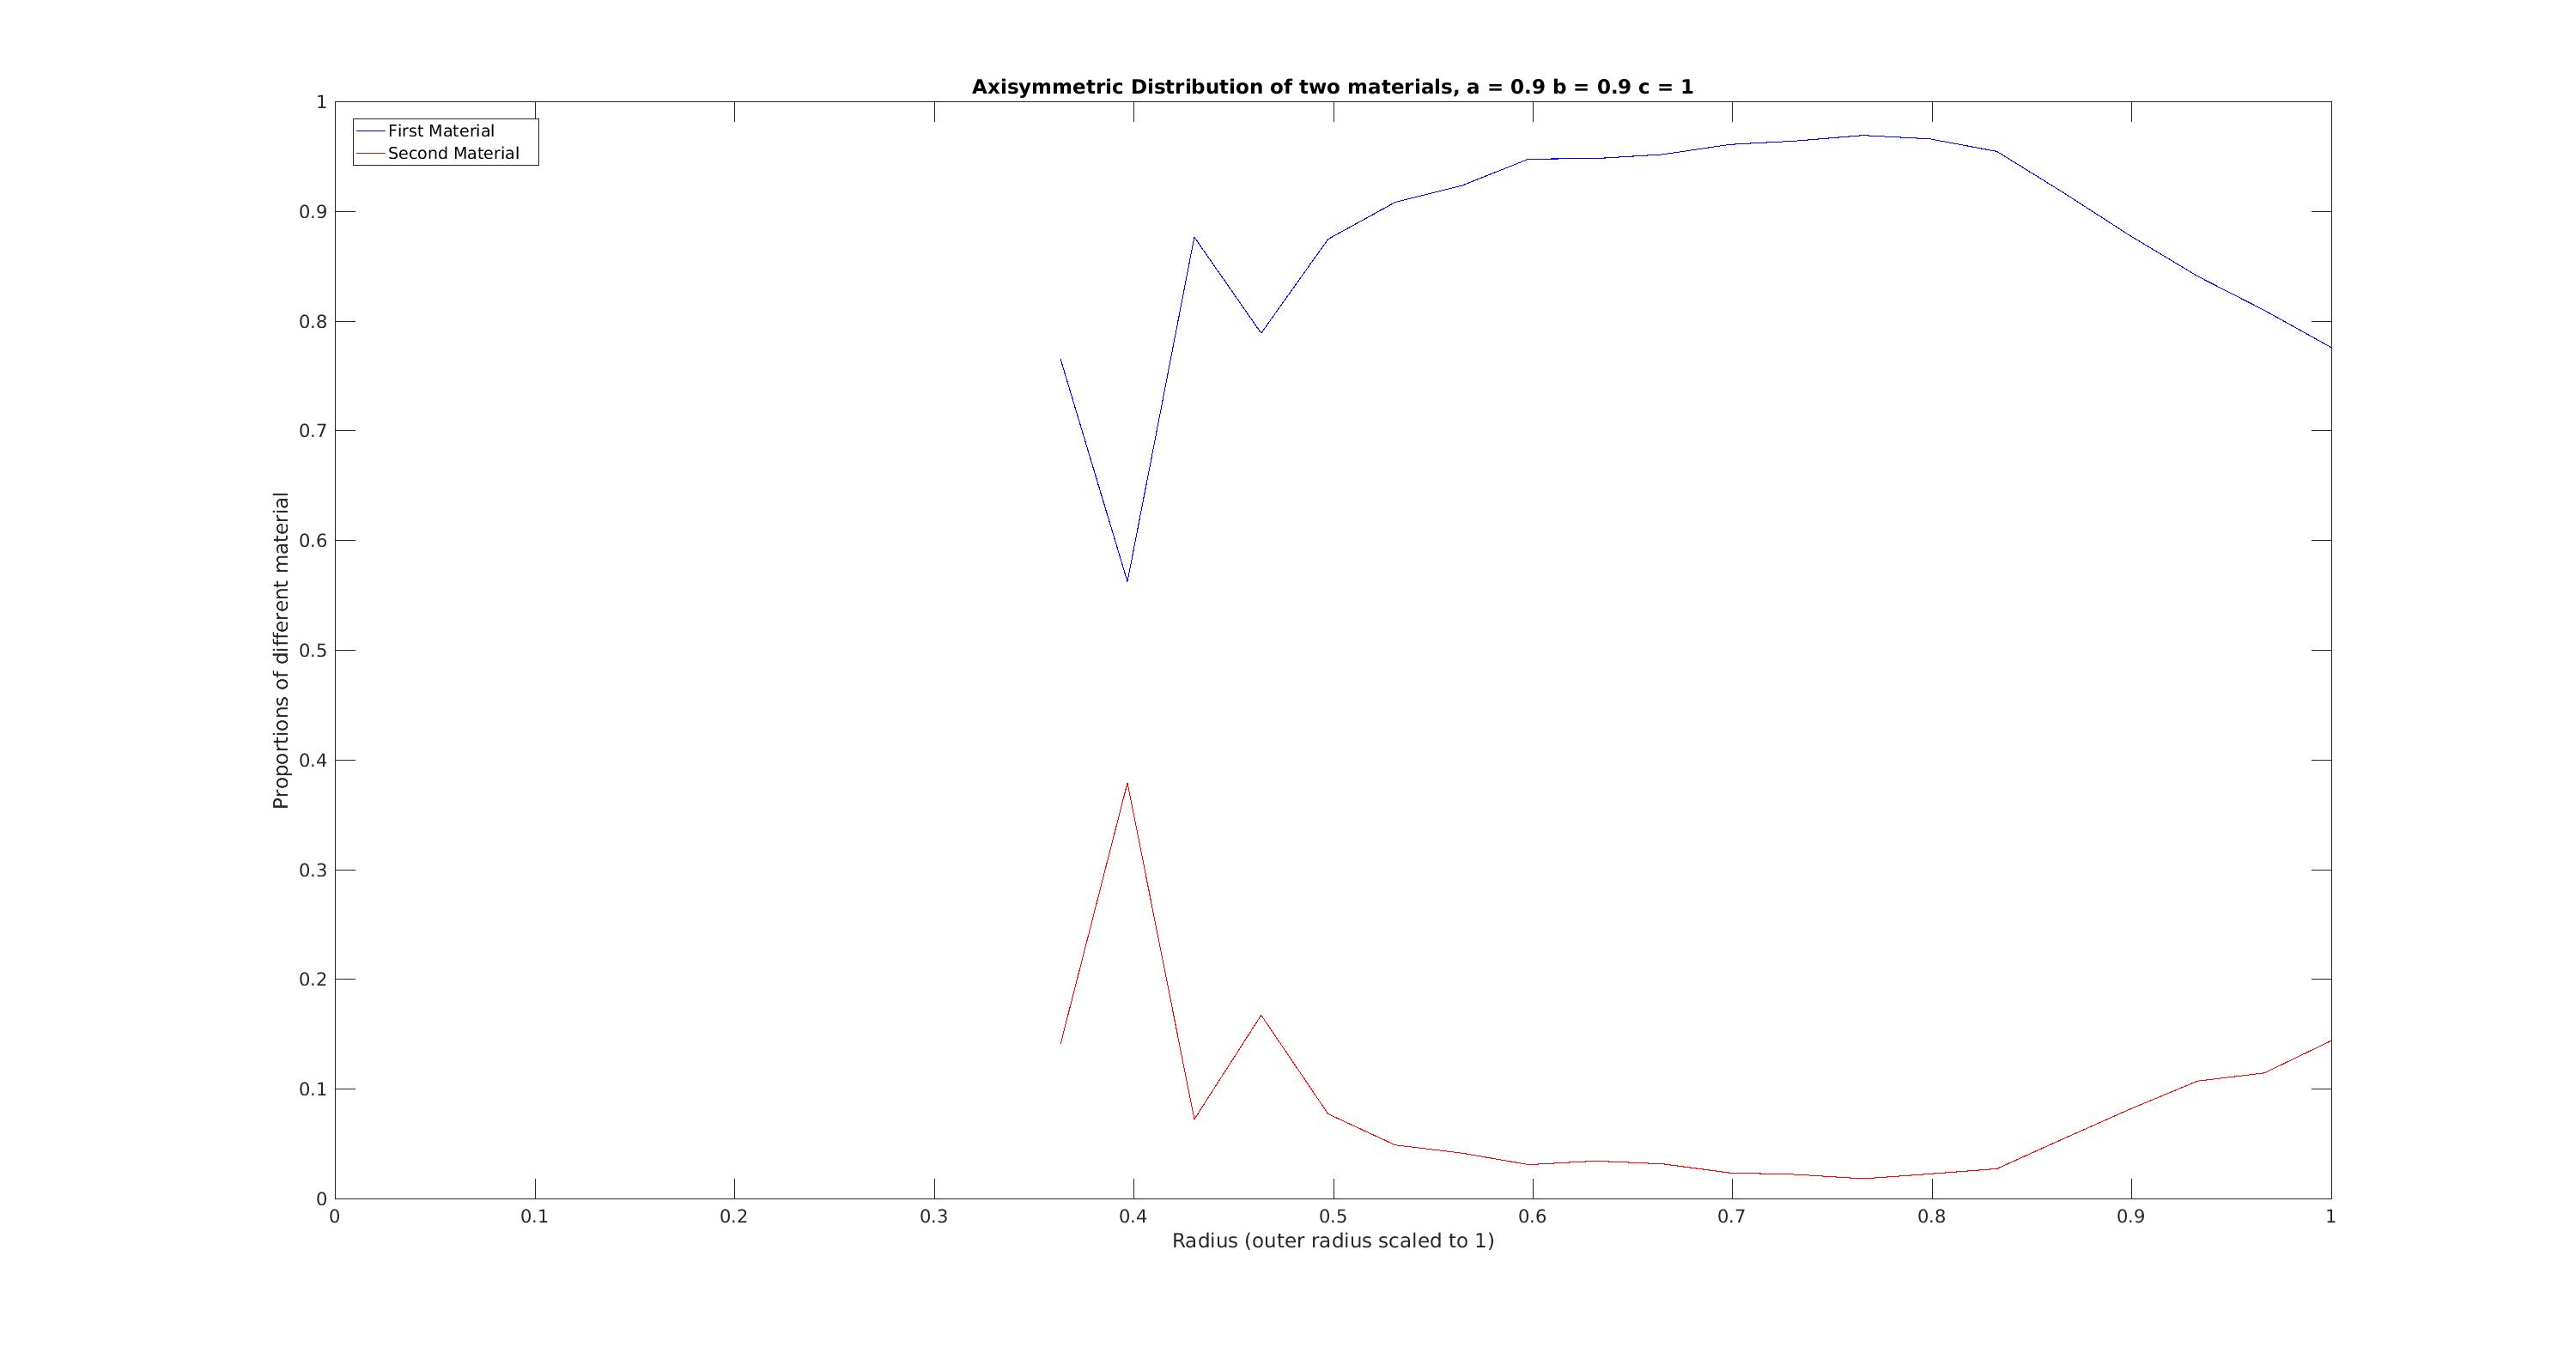 Axisymmetric Distribution of two materials, a = 0.9 b = 0.9 c = 1
First Material
Second Material
Proportions of different material
1
0.9
0.8
0.7
0.6
0.5
0.4
0.3
0.2
0.1
0
0 0.1 0.2 0.3 0.4 0.5 0.6 0.7 0.8 0.9 1
Radius (outer radius scaled to 1)